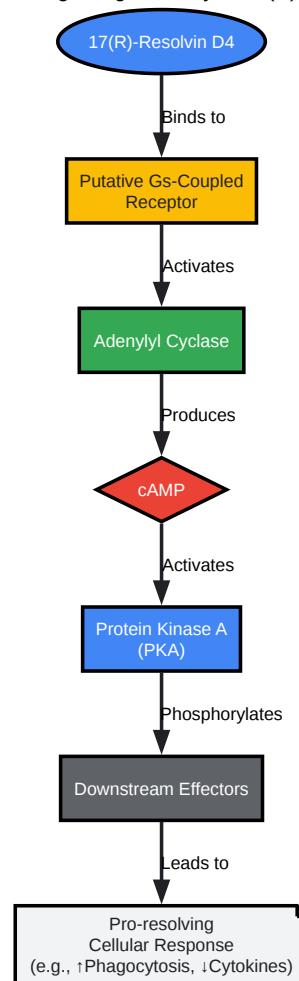 17(R)-Resolvin D4
Binds to
Putative Gs-Coupled
Receptor
Activates
Adenylyl Cyclase
Produces
cAMP
Activates
Protein Kinase A
(PKA)
Phosphorylates
Downstream Effectors
Leads to
Pro-resolving
Cellular Response
(e.g., ↑Phagocytosis, ↓Cytokines)